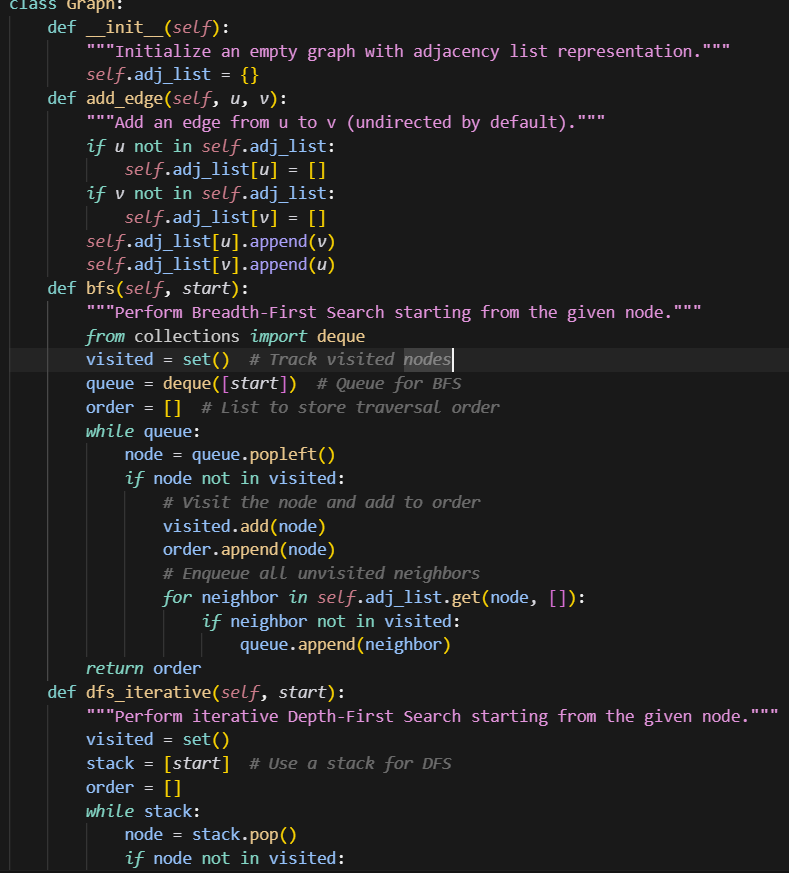 class Graph:
    def __init__(self):
        """Initialize an empty graph with adjacency list representation."""
        self.adj_list = {}
    def add_edge(self, u, v):
        """Add an edge from u to v (undirected by default)."""
        if u not in self.adj_list:
            self.adj_list[u] = []
        if v not in self.adj_list:
            self.adj_list[v] = []
        self.adj_list[u].append(v)
        self.adj_list[v].append(u)
    def bfs(self, start):
        """Perform Breadth-First Search starting from the given node."""
        from collections import deque
        visited = set()  # Track visited nodes
        queue = deque([start])  # Queue for BFS
        order = []  # List to store traversal order
        while queue:
            node = queue.popleft()
            if node not in visited:
                # Visit the node and add to order
                visited.add(node)
                order.append(node)
                # Enqueue all unvisited neighbors
                for neighbor in self.adj_list.get(node, []):
                    if neighbor not in visited:
                        queue.append(neighbor)
        return order
    def dfs_iterative(self, start):
        """Perform iterative Depth-First Search starting from the given node."""
        visited = set()
        stack = [start]  # Use a stack for DFS
        order = []
        while stack:
            node = stack.pop()
            if node not in visited: